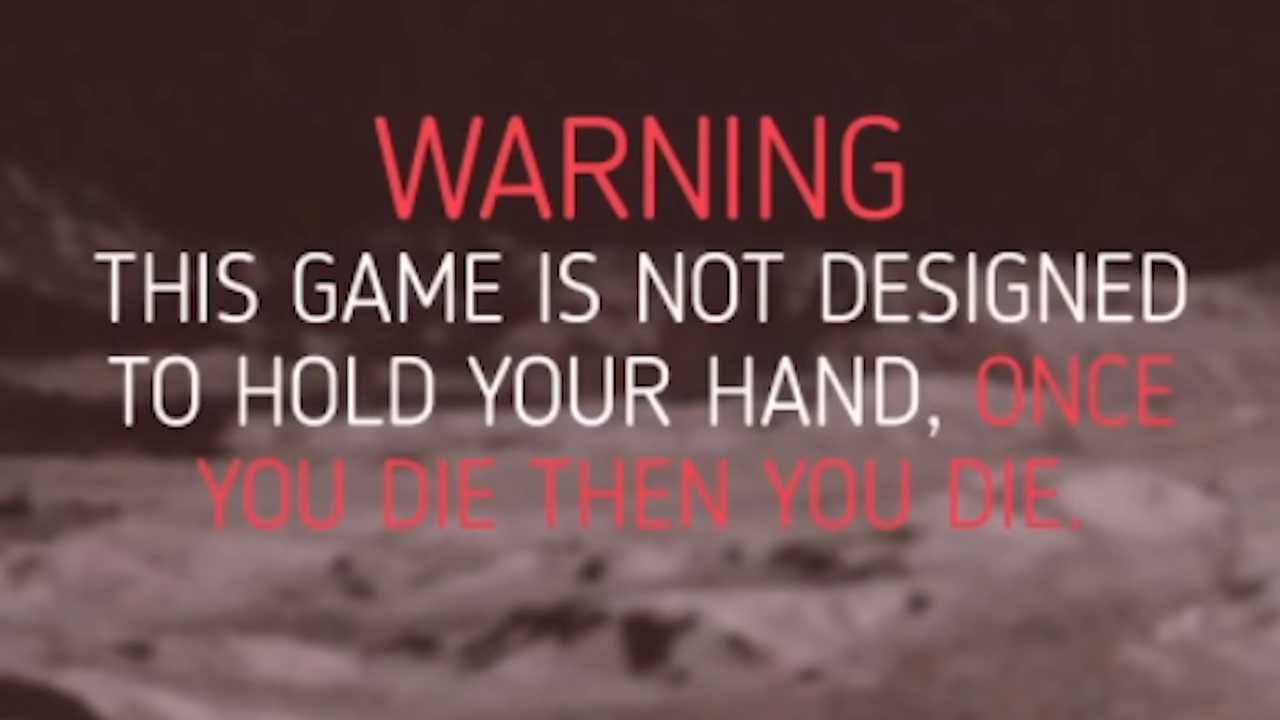 WARNING
THIS GAME IS NOT DESIGNED
TO HOLD YOUR HAND, ONCE
YOU DIE THEN YOU DIE.